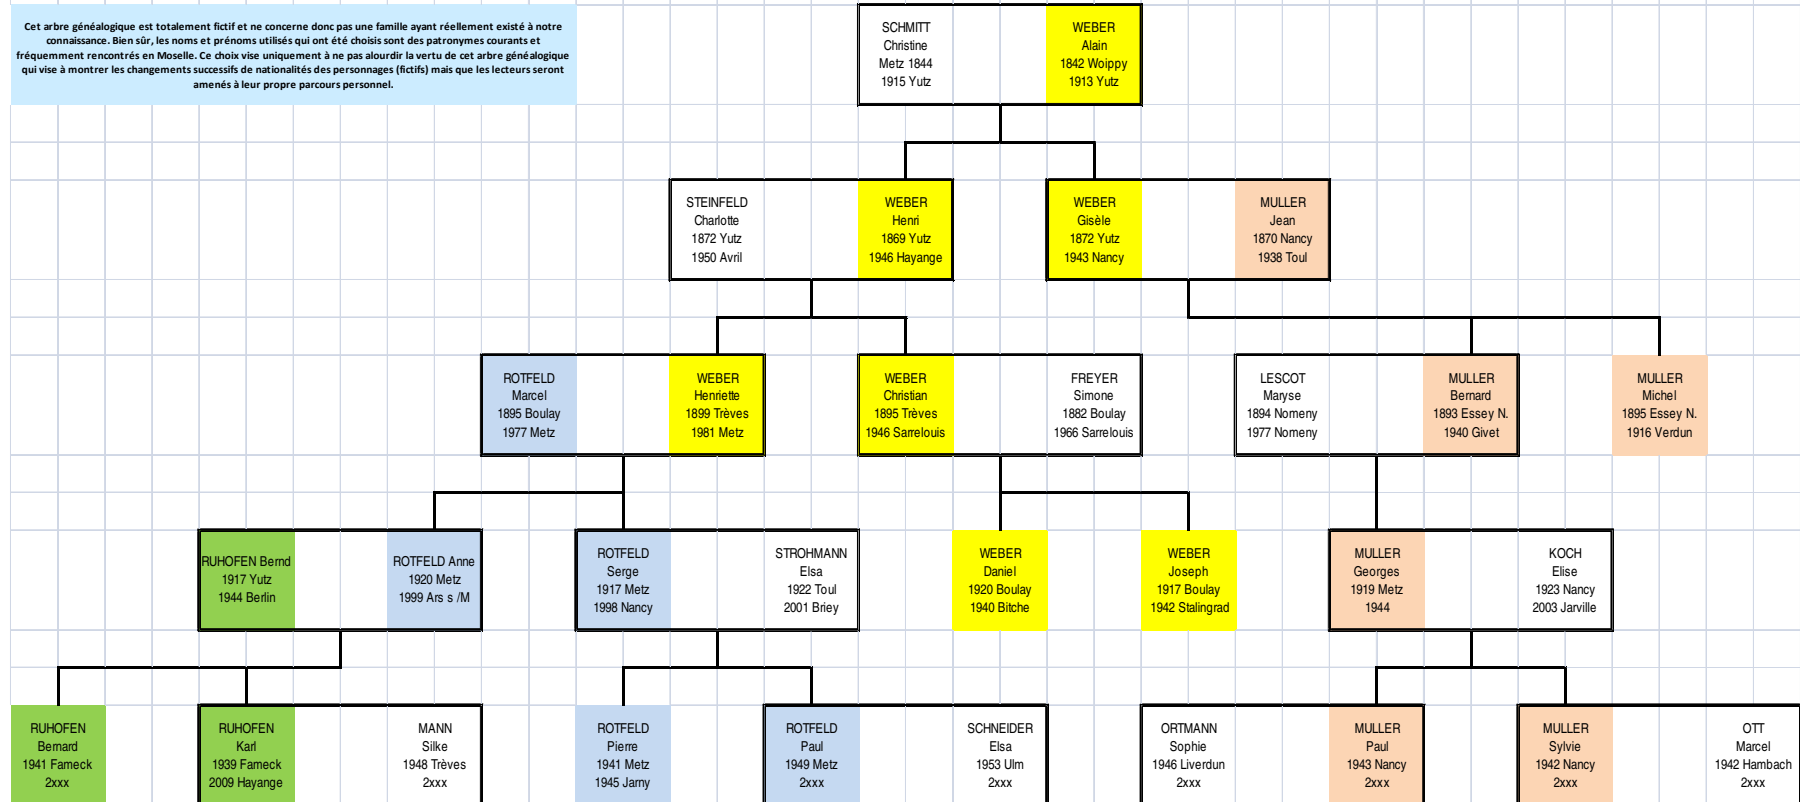 Cet arbre généalogique est totalement fictif et ne concerne donc pas une famille ayant réellement existé à notre
connaissance. Bien sûr, les noms et prénoms utilisés qui ont été choisis sont des patronymes courants et
fréquemment rencontrés en Moselle. Ce choix vise uniquement à ne pas alourdir la vertu de cet arbre généalogique
qui vise à montrer les changements successifs de nationalités des personnages (fictifs) mais que les lecteurs seront
amenés à leur propre parcours personnel.
SCHMITT
Christine
Metz 1844
1915 Yutz
WEBER
Alain
1842 Woippy
1913 Yutz
STEINFELD
Charlotte
1872 Yutz
1950 Avril
WEBER
Henri
1869 Yutz
1946 Hayange
WEBER
Gisèle
1872 Yutz
1943 Nancy
MULLER
Jean
1870 Nancy
1938 Toul
ROTFELD
Marcel
1895 Boulay
1977 Metz
WEBER
Henriette
1899 Trèves
1981 Metz
WEBER
Christian
1895 Trèves
1946 Sarrelouis
FREYER
Simone
1882 Boulay
1966 Sarrelouis
LESCOT
Maryse
1894 Nomeny
1977 Nomeny
MULLER
Bernard
1893 Essey N.
1940 Givet
MULLER
Michel
1895 Essey N.
1916 Verdun
RUHOFEN Bernd
1917 Yutz
1944 Berlin
ROTFELD Anne
1920 Metz
1999 Ars s /M
ROTFELD
Serge
1917 Metz
1998 Nancy
STROHMANN
Elsa
1922 Toul
2001 Briey
WEBER
Daniel
1920 Boulay
1940 Bitche
WEBER
Joseph
1917 Boulay
1942 Stalingrad
MULLER
Georges
1919 Metz
1944
KOCH
Elise
1923 Nancy
2003 Jarville
RUHOFEN
Bernard
1941 Fameck
2xxx
RUHOFEN
Karl
1939 Fameck
2009 Hayange
MANN
Silke
1948 Trèves
2xxx
ROTFELD
Pierre
1941 Metz
1945 Jarny
ROTFELD
Paul
1949 Metz
2xxx
SCHNEIDER
Elsa
1953 Ulm
2xxx
ORTMANN
Sophie
1946 Liverdun
2xxx
MULLER
Paul
1943 Nancy
2xxx
MULLER
Sylvie
1942 Nancy
2xxx
OTT
Marcel
1942 Hambach
2xxx